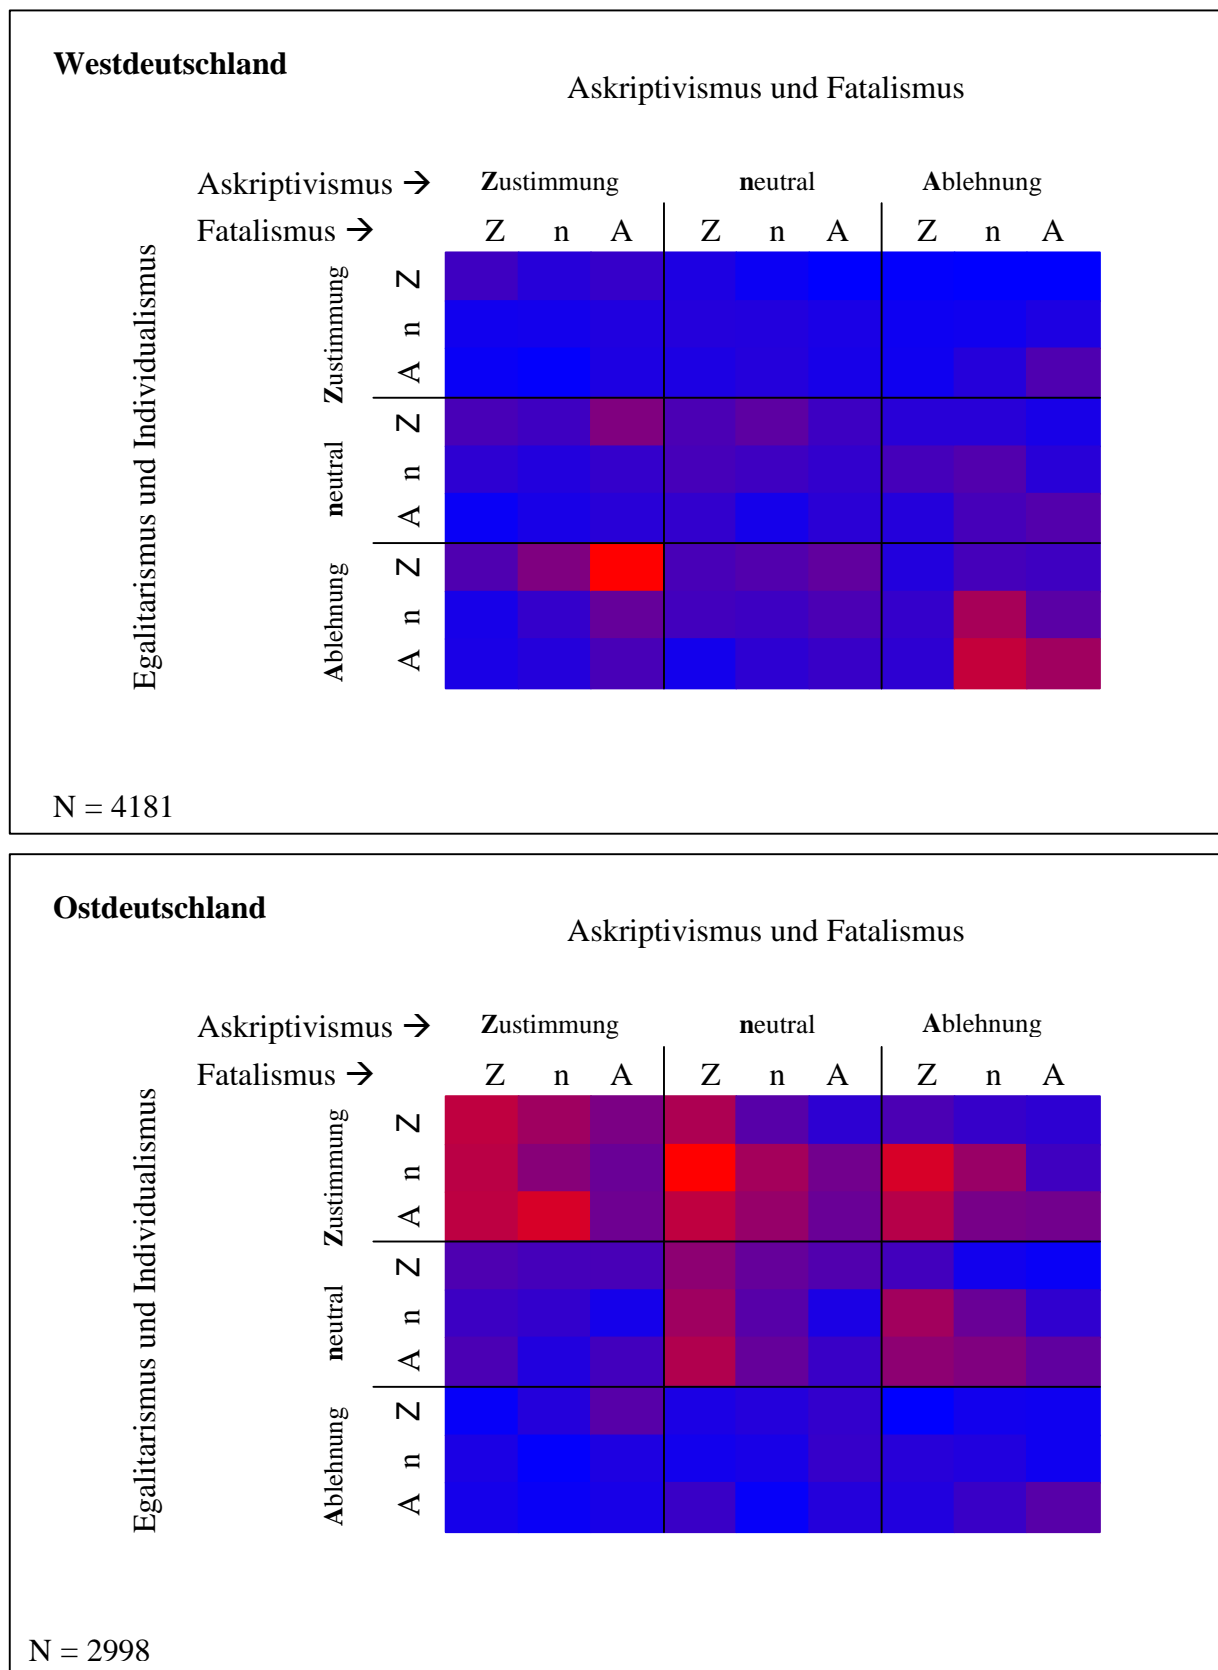 Westdeutschland
Askriptivismus und Fatalismus
Askriptivismus → Zustimmung neutral Ablehnung
Fatalismus → Z n A Z n A Z n A
Egalitarismus und Individualismus
Zustimmung
Z
n
A
neutral
Z
n
A
Ablehnung
Z
n
A
N = 4181
Ostdeutschland
Askriptivismus und Fatalismus
Askriptivismus → Zustimmung neutral Ablehnung
Fatalismus → Z n A Z n A Z n A
Egalitarismus und Individualismus
Zustimmung
Z
n
A
neutral
Z
n
A
Ablehnung
Z
n
A
N = 2998